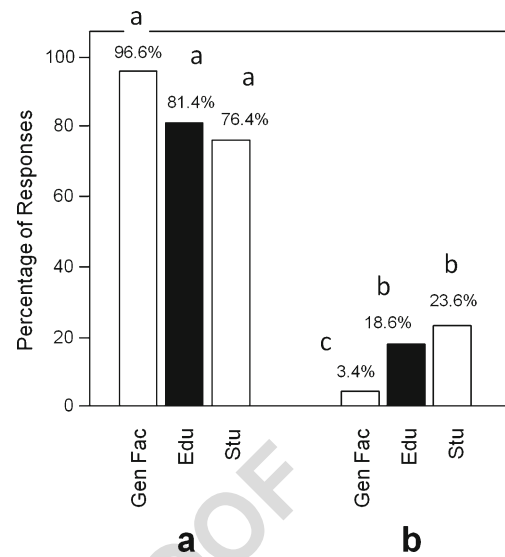 a
96.6%
a
81.4%
a
76.4%
c
3.4%
b
18.6%
b
23.6%
Percentage of Responses
100
80
60
40
20
0
Gen Fac
Edu
Stu
Gen Fac
Edu
Stu
a
b
OOF